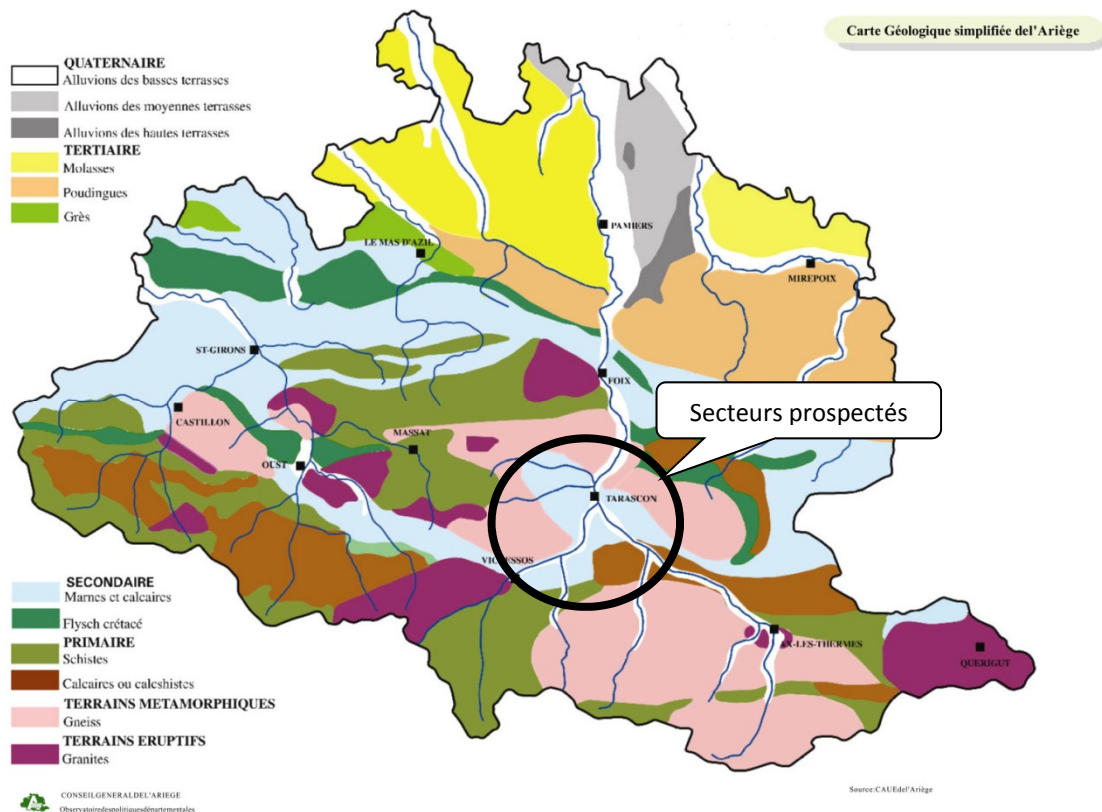 Carte Géologique simplifiée del'Ariège
QUATERNAIRE
Alluvions des basses terrasses
Alluvions des moyennes terrasses
Alluvions des hautes terrasses
TERTIAIRE
Molasses
Poudingues
Grès
PAMIERS
LE MAS D'AZIL
MIREPOIX
ST-GIRONS
FOIX
Secteurs prospectés
CASTILLON
MASSAT
OUST
TARASCON
SECONDAIRE
Marnes et calcaires
Flysch crétacé
PRIMAIRE
Schistes
Calcaires ou calcshistes
TERRAINS METAMORPHIQUES
Gneiss
TERRAINS ERUPTIFS
Granites
AX-LES-THERMES
QUERIGUT
CONSEILGENERALDEL'ARIEGE
Observatoiredespolitiquesdépartementales
Source:CAUEdel'Ariège